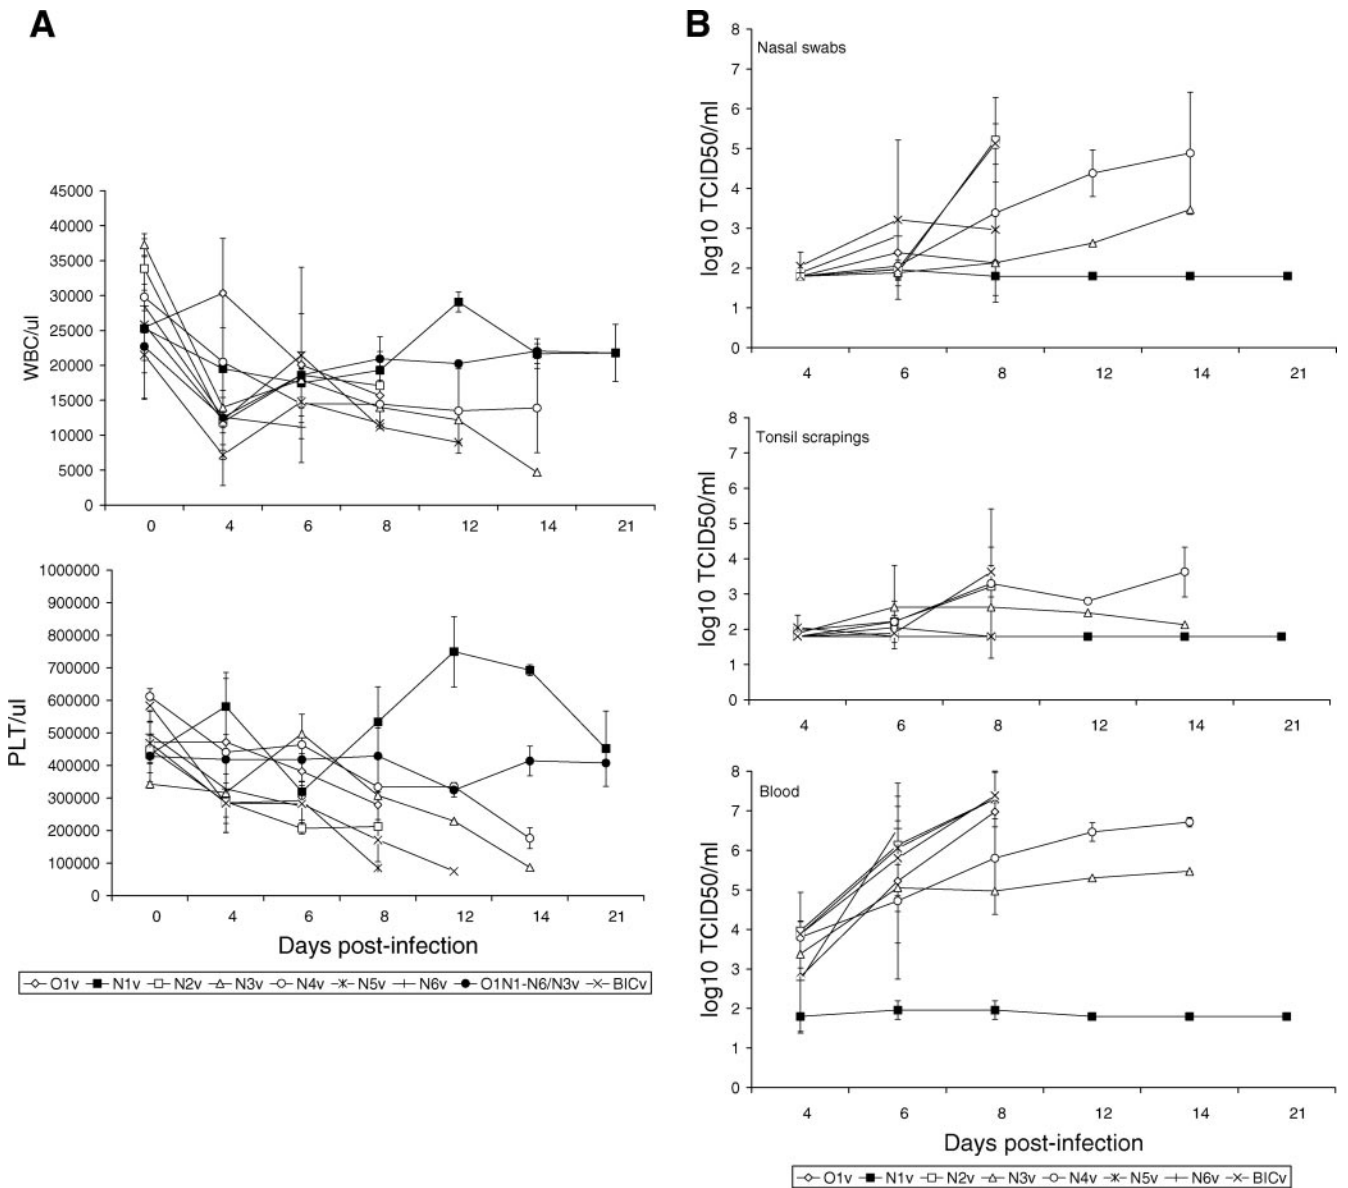 A
WBC/ul
45000
40000
35000
30000
25000
20000
15000
10000
5000
0
0 4 6 8 12 14 21
PLT/ul
1000000
900000
800000
700000
600000
500000
400000
300000
200000
100000
0
0 4 6 8 12 14 21
Days post-infection
O1v N1v N2v N3v N4v N5v N6v O1N1-N6/N3v BICv
B
Nasal swabs
log10 TCID50/ml
8
7
6
5
4
3
2
1
0
4 6 8 12 14 21
Tonsil scrapings
log10 TCID50/ml
8
7
6
5
4
3
2
1
0
4 6 8 12 14 21
Blood
log10 TCID50/ml
8
7
6
5
4
3
2
1
0
4 6 8 12 14 21
Days post-infection
O1v N1v N2v N3v N4v N5v N6v BICv